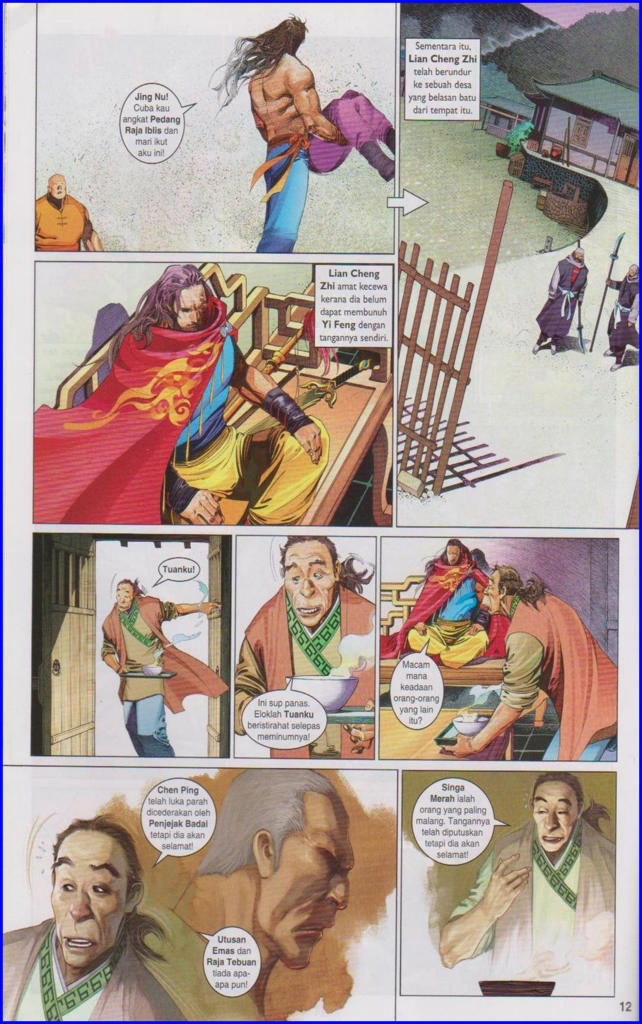 Jing Nu!
Cuba kau
angkat Pedang
Raja Iblis dan
mari ikut
aku ini!
Sementara itu,
Lian Cheng Zhi
telah berundur
ke sebuah desa
yang belasan batu
dari tempat itu.
Lian Cheng
Zhi amat kecewa
kerana dia belum
dapat membunuh
Yi Feng dengan
tangannya sendiri.
Tuanku!
Ini sup panas.
Eloklah Tuanku
beristirahat selepas
meminumnya!
Macam
mana
keadaan
orang-orang
yang lain
itu?
Chen Ping
telah luka parah
dicederakan oleh
Penjejak Badai
tetapi dia akan
selamat!
Utusan
Emas dan
Raja Tebuan
tiada apa-
apa pun!
Singa
Merah ialah
orang yang paling
malang. Tangannya
telah diputuskan
tetapi dia akan
selamat!
12